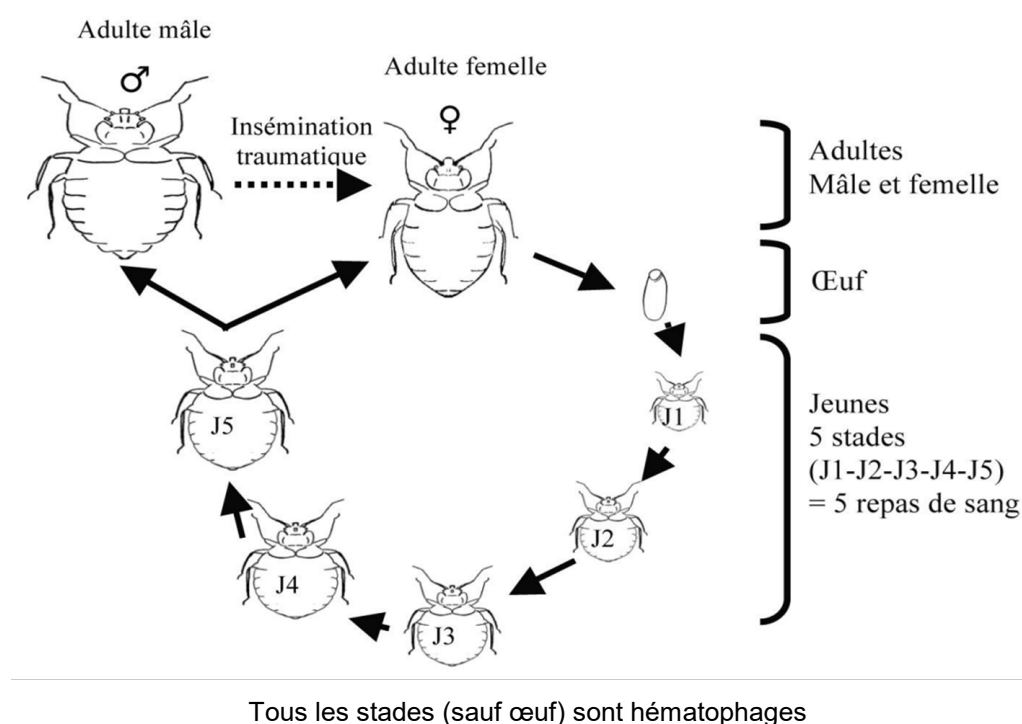 Adulte mâle
♂
Adulte femelle
♀
Insémination
traumatique
Adultes
Mâle et femelle
Œuf
J1
J2
J3
J4
J5
Jeunes
5 stades
(J1-J2-J3-J4-J5)
= 5 repas de sang
Tous les stades (sauf œuf) sont hématophages